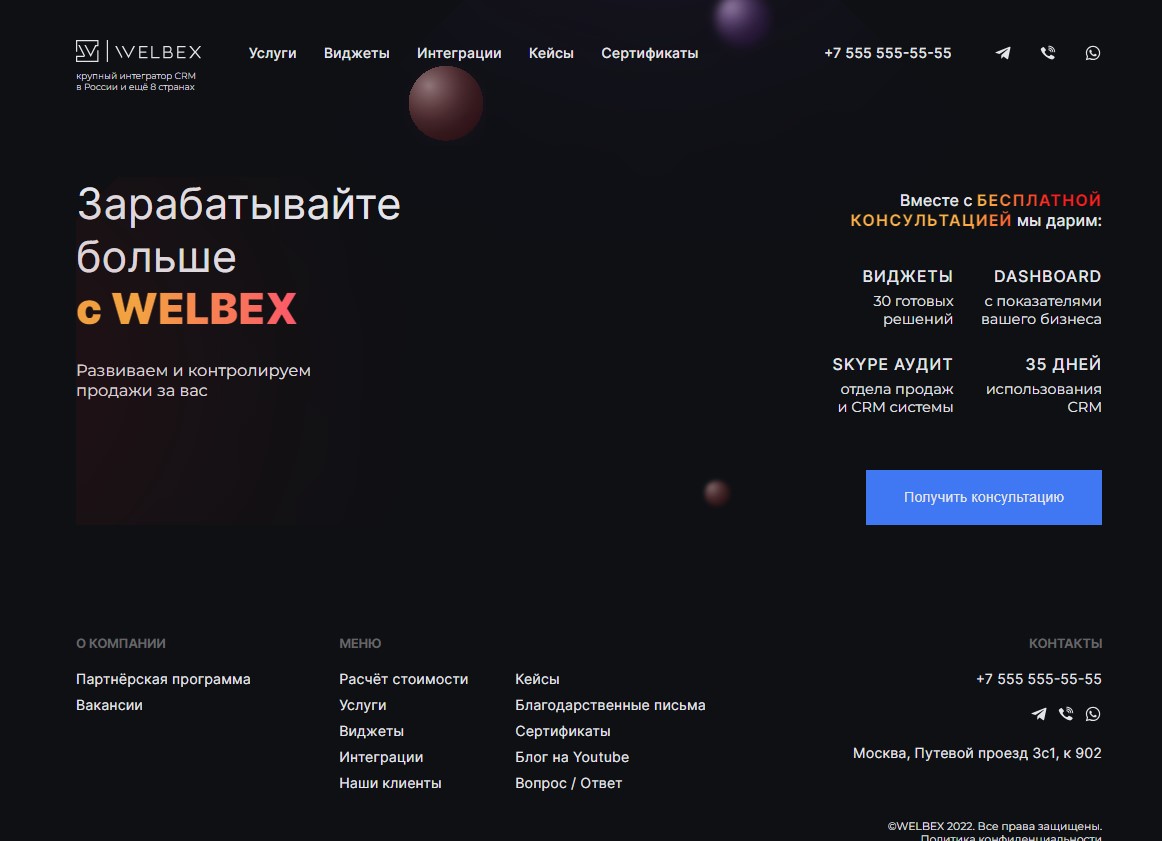 WELBEX
крупный интегратор CRM
в России и ещё 8 странах
Услуги
Виджеты
Интеграции
Кейсы
Сертификаты
+7 555 555-55-55
Зарабатывайте
больше
с WELBEX
Развиваем и контролируем
продажи за вас
Вместе с БЕСПЛАТНОЙ
КОНСУЛЬТАЦИЕЙ мы дарим:
ВИДЖЕТЫ
30 готовых
решений
DASHBOARD
с показателями
вашего бизнеса
SKYPE АУДИТ
отдела продаж
и CRM системы
35 ДНЕЙ
использования
CRM
Получить консультацию
О КОМПАНИИ
Партнёрская программа
Вакансии
МЕНЮ
Расчёт стоимости
Услуги
Виджеты
Интеграции
Наши клиенты
Кейсы
Благодарственные письма
Сертификаты
Блог на Youtube
Вопрос / Ответ
КОНТАКТЫ
+7 555 555-55-55
Москва, Путевой проезд 3с1, к 902
©WELBEX 2022. Все права защищены.
Политика конфиденциальности